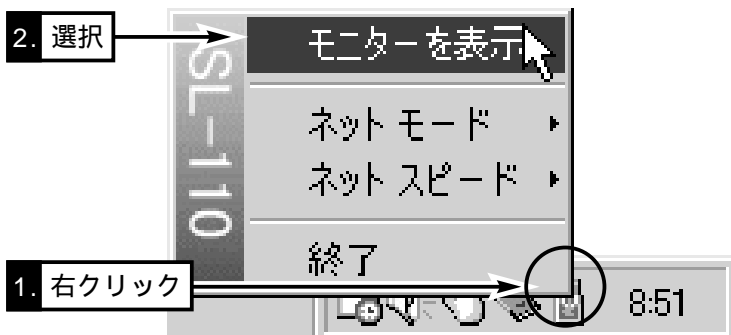 2. 選択
モニターを表示
SL-110
ネット モード
ネット スピード
終了
1. 右クリック
8:51